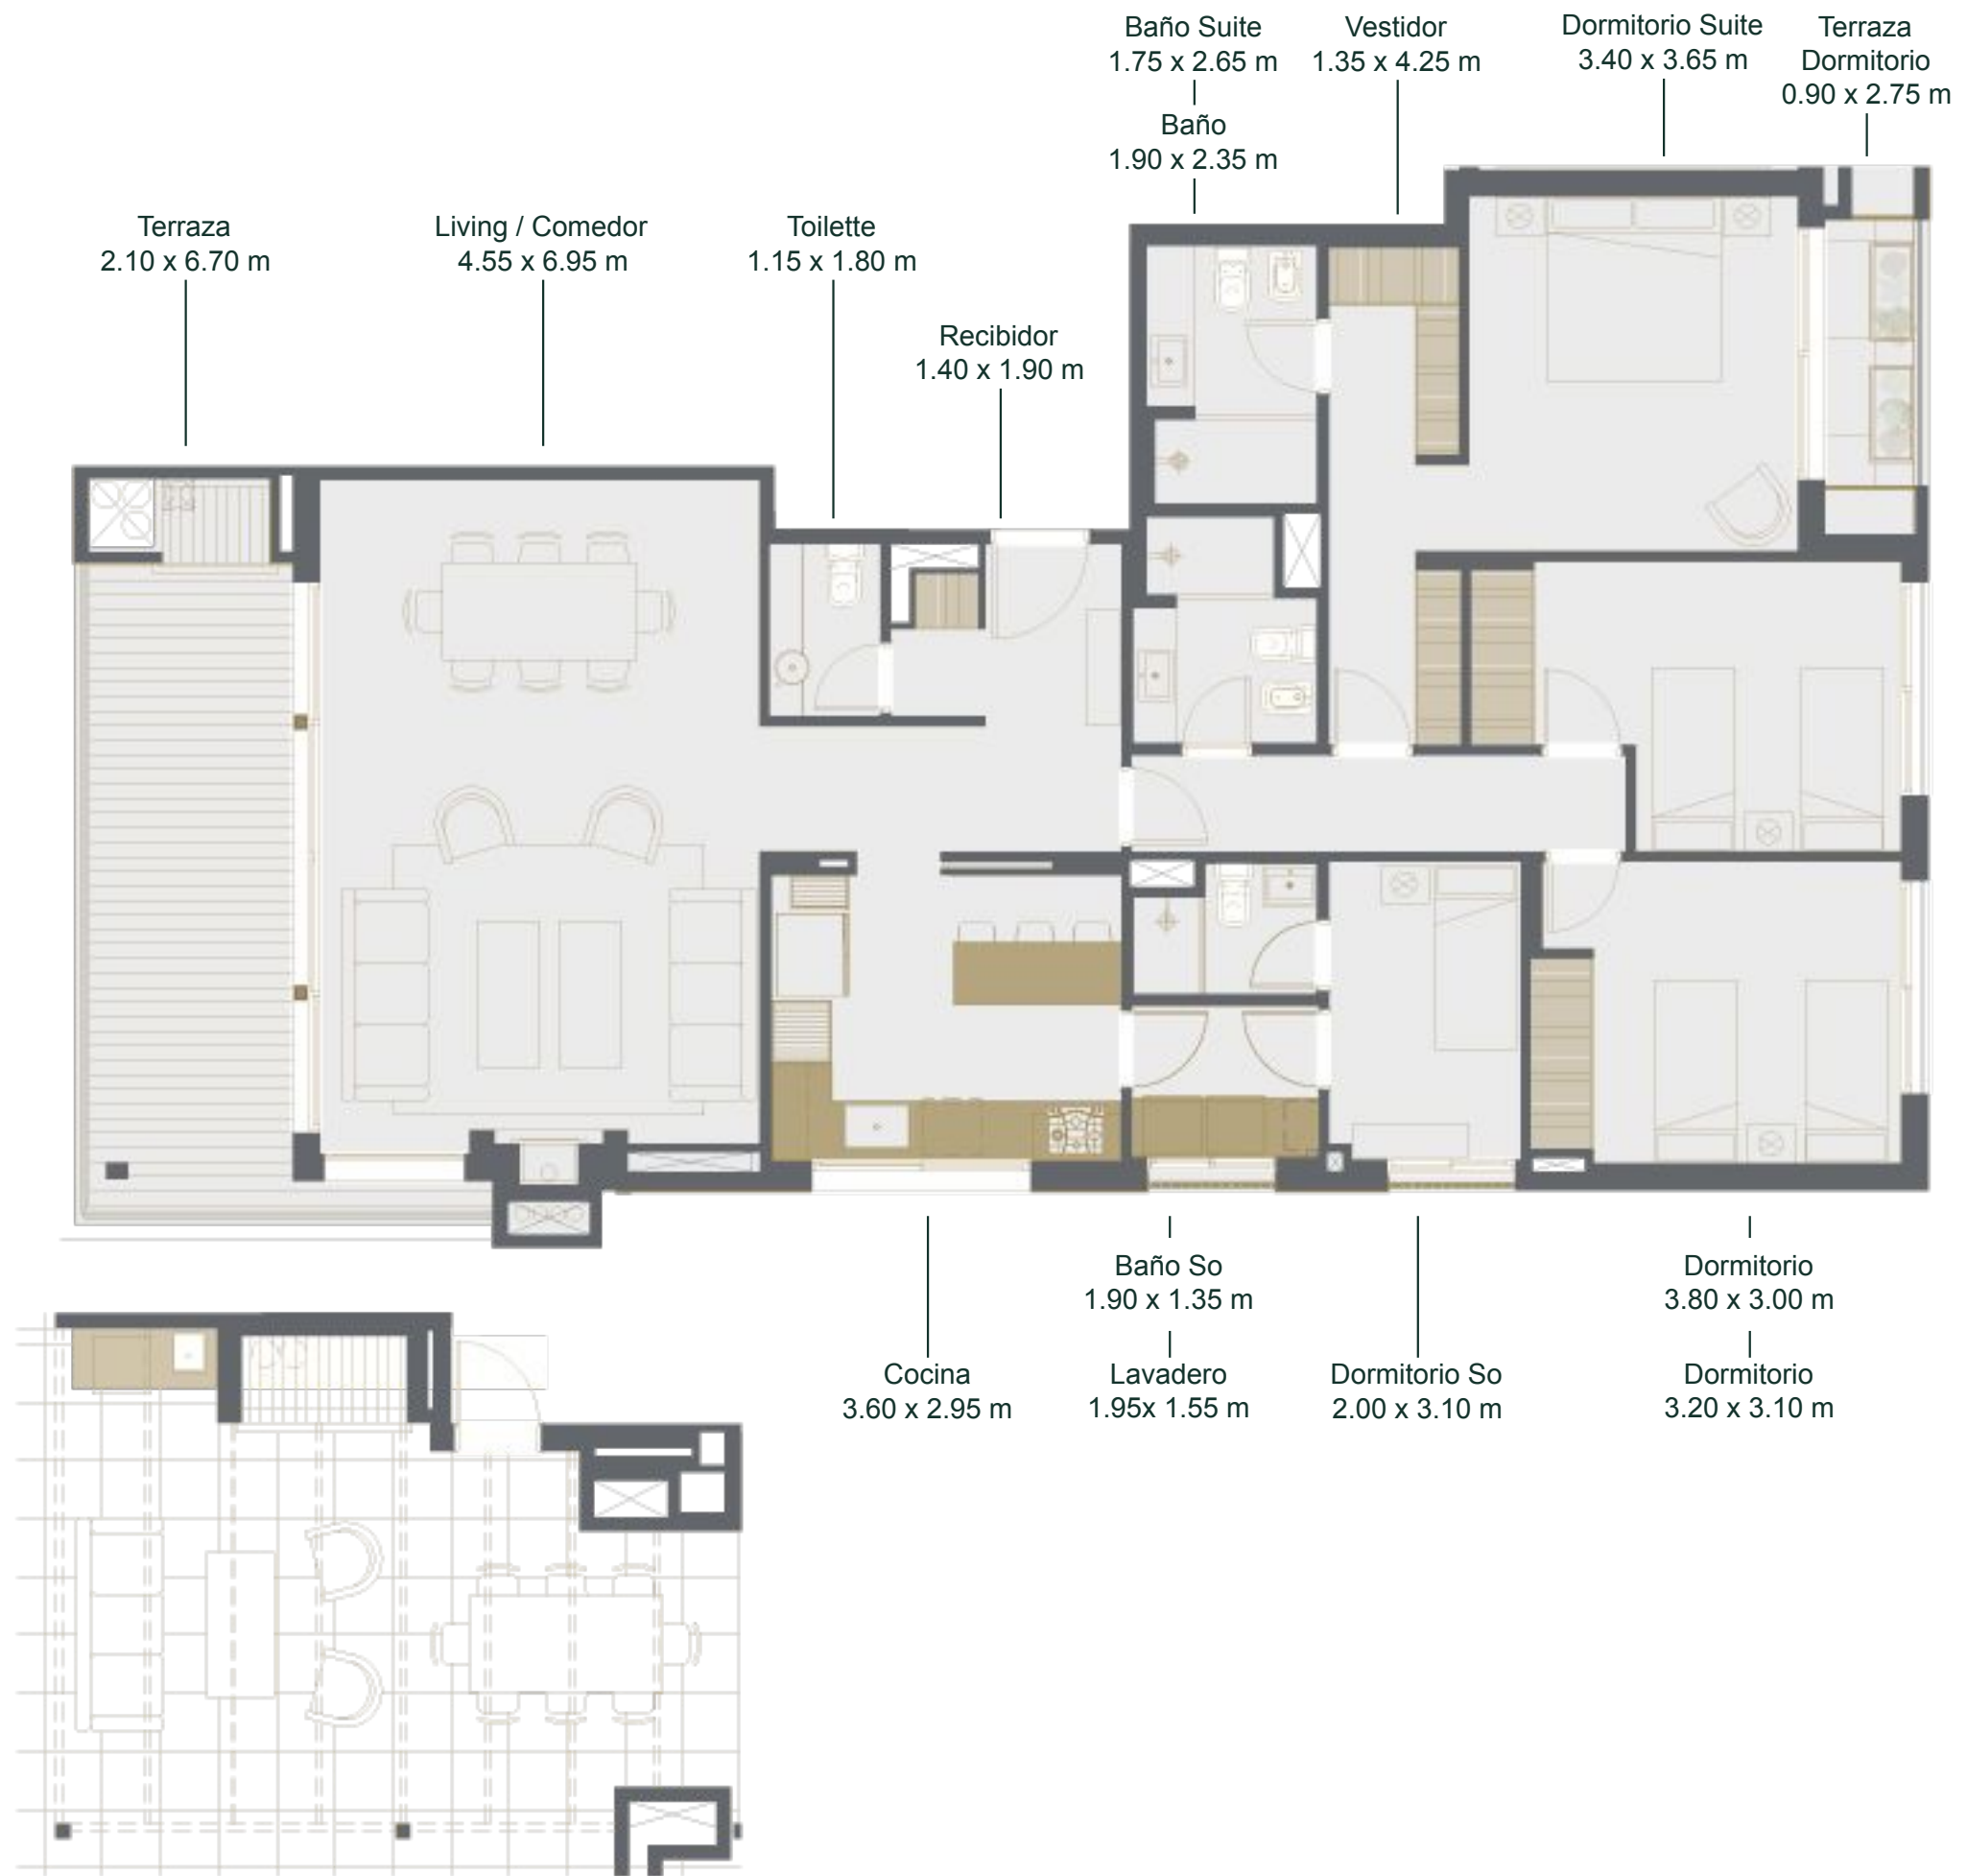 Baño Suite
1.75 x 2.65 m
Baño
1.90 x 2.35 m
Vestidor
1.35 x 4.25 m
Dormitorio Suite
3.40 x 3.65 m
Terraza
Dormitorio
0.90 x 2.75 m
Terraza
2.10 x 6.70 m
Living / Comedor
4.55 x 6.95 m
Toilette
1.15 x 1.80 m
Recibidor
1.40 x 1.90 m
Baño So
1.90 x 1.35 m
Dormitorio
3.80 x 3.00 m
Cocina
3.60 x 2.95 m
Lavadero
1.95x 1.55 m
Dormitorio So
2.00 x 3.10 m
Dormitorio
3.20 x 3.10 m